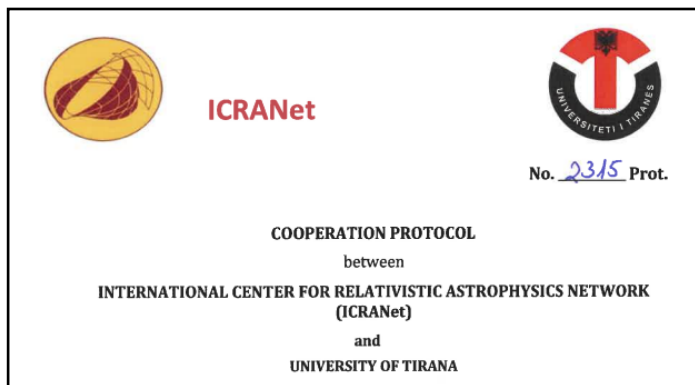 ICRANet
UNIVERSITETI I TIRANËS
No. 2315 Prot.
COOPERATION PROTOCOL
between
INTERNATIONAL CENTER FOR RELATIVISTIC ASTROPHYSICS NETWORK
(ICRANet)
and
UNIVERSITY OF TIRANA